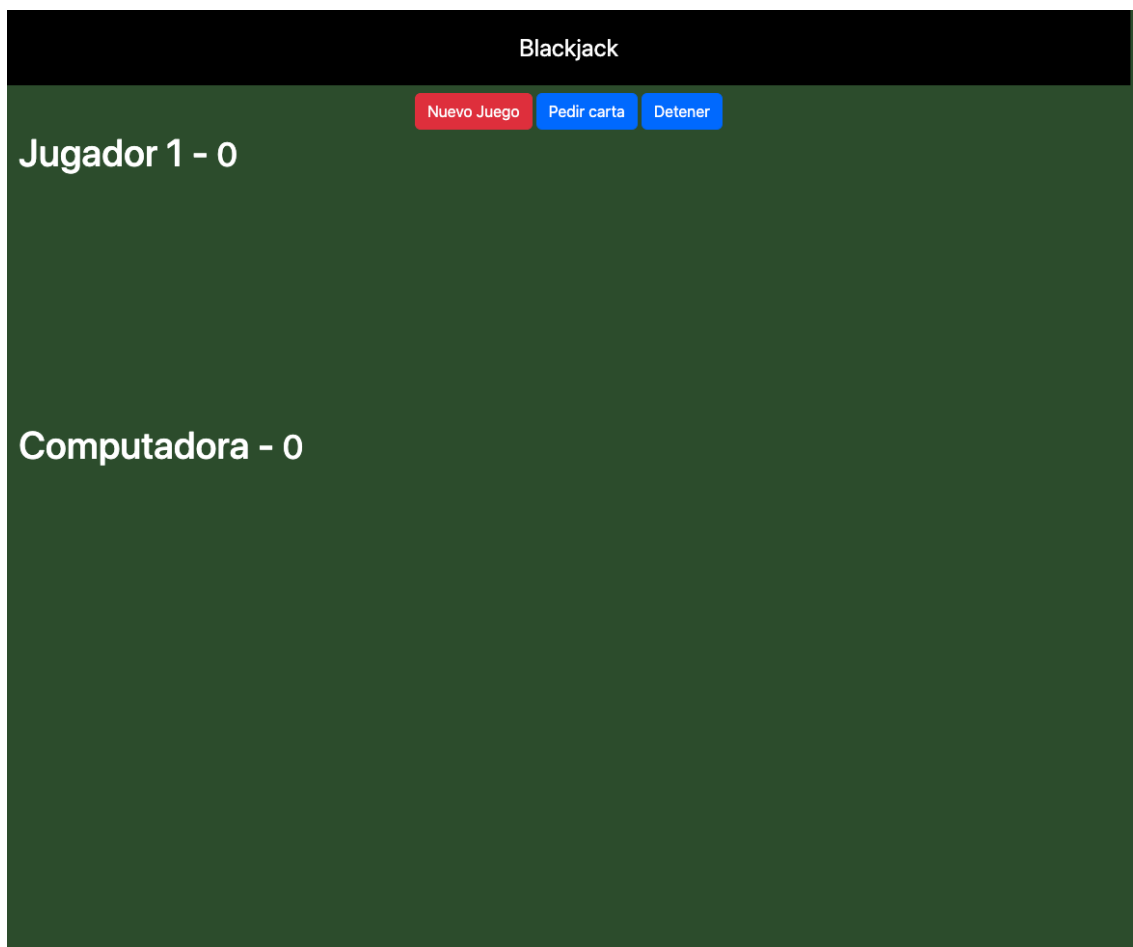 Blackjack
Nuevo Juego Pedir carta Detener
Jugador 1 - 0
Computadora - 0